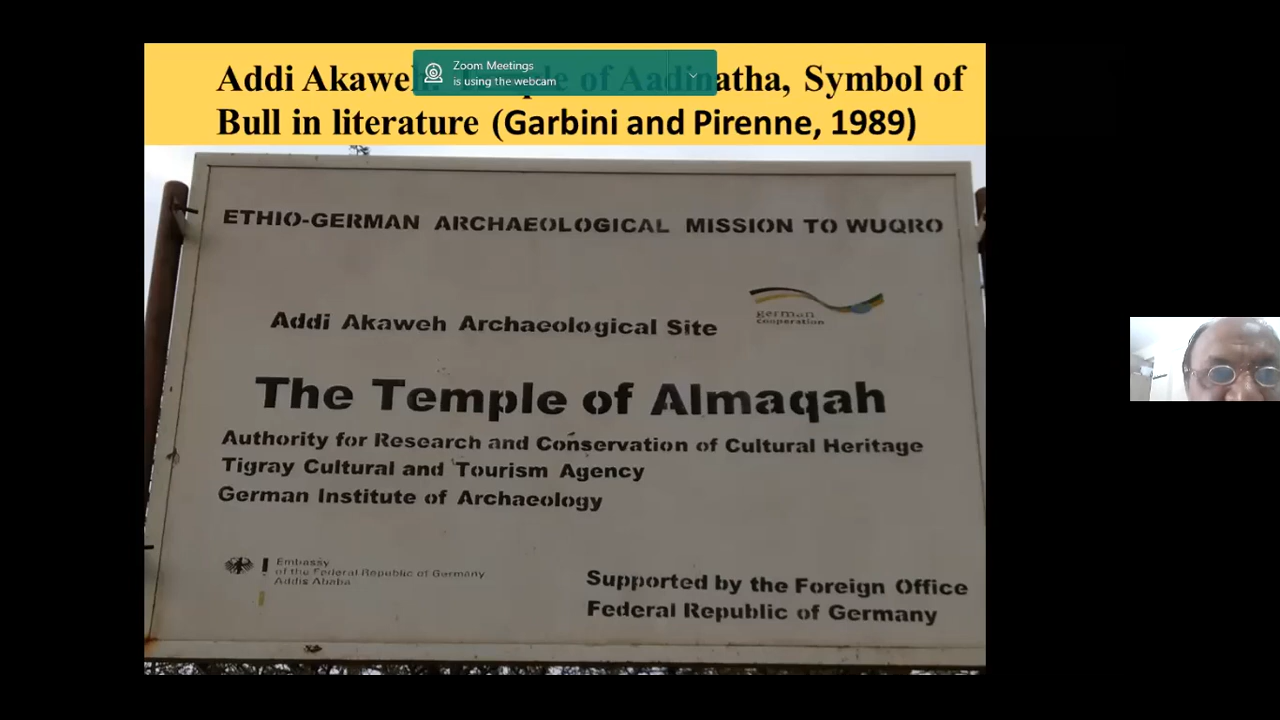 Addi Akaweh: Temple of Aadinatha, Symbol of
Bull in literature (Garbini and Pirenne, 1989)
Zoom Meetings
is using the webcam
ETHIO-GERMAN ARCHAEOLOGICAL MISSION TO WUQRO
german
cooperation
Addi Akaweh Archaeological Site
The Temple of Almaqah
Authority for Research and Conservation of Cultural Heritage
Tigray Cultural and Tourism Agency
German Institute of Archaeology
Embassy
of the Federal Republic of Germany
Addis Ababa
Supported by the Foreign Office
Federal Republic of Germany